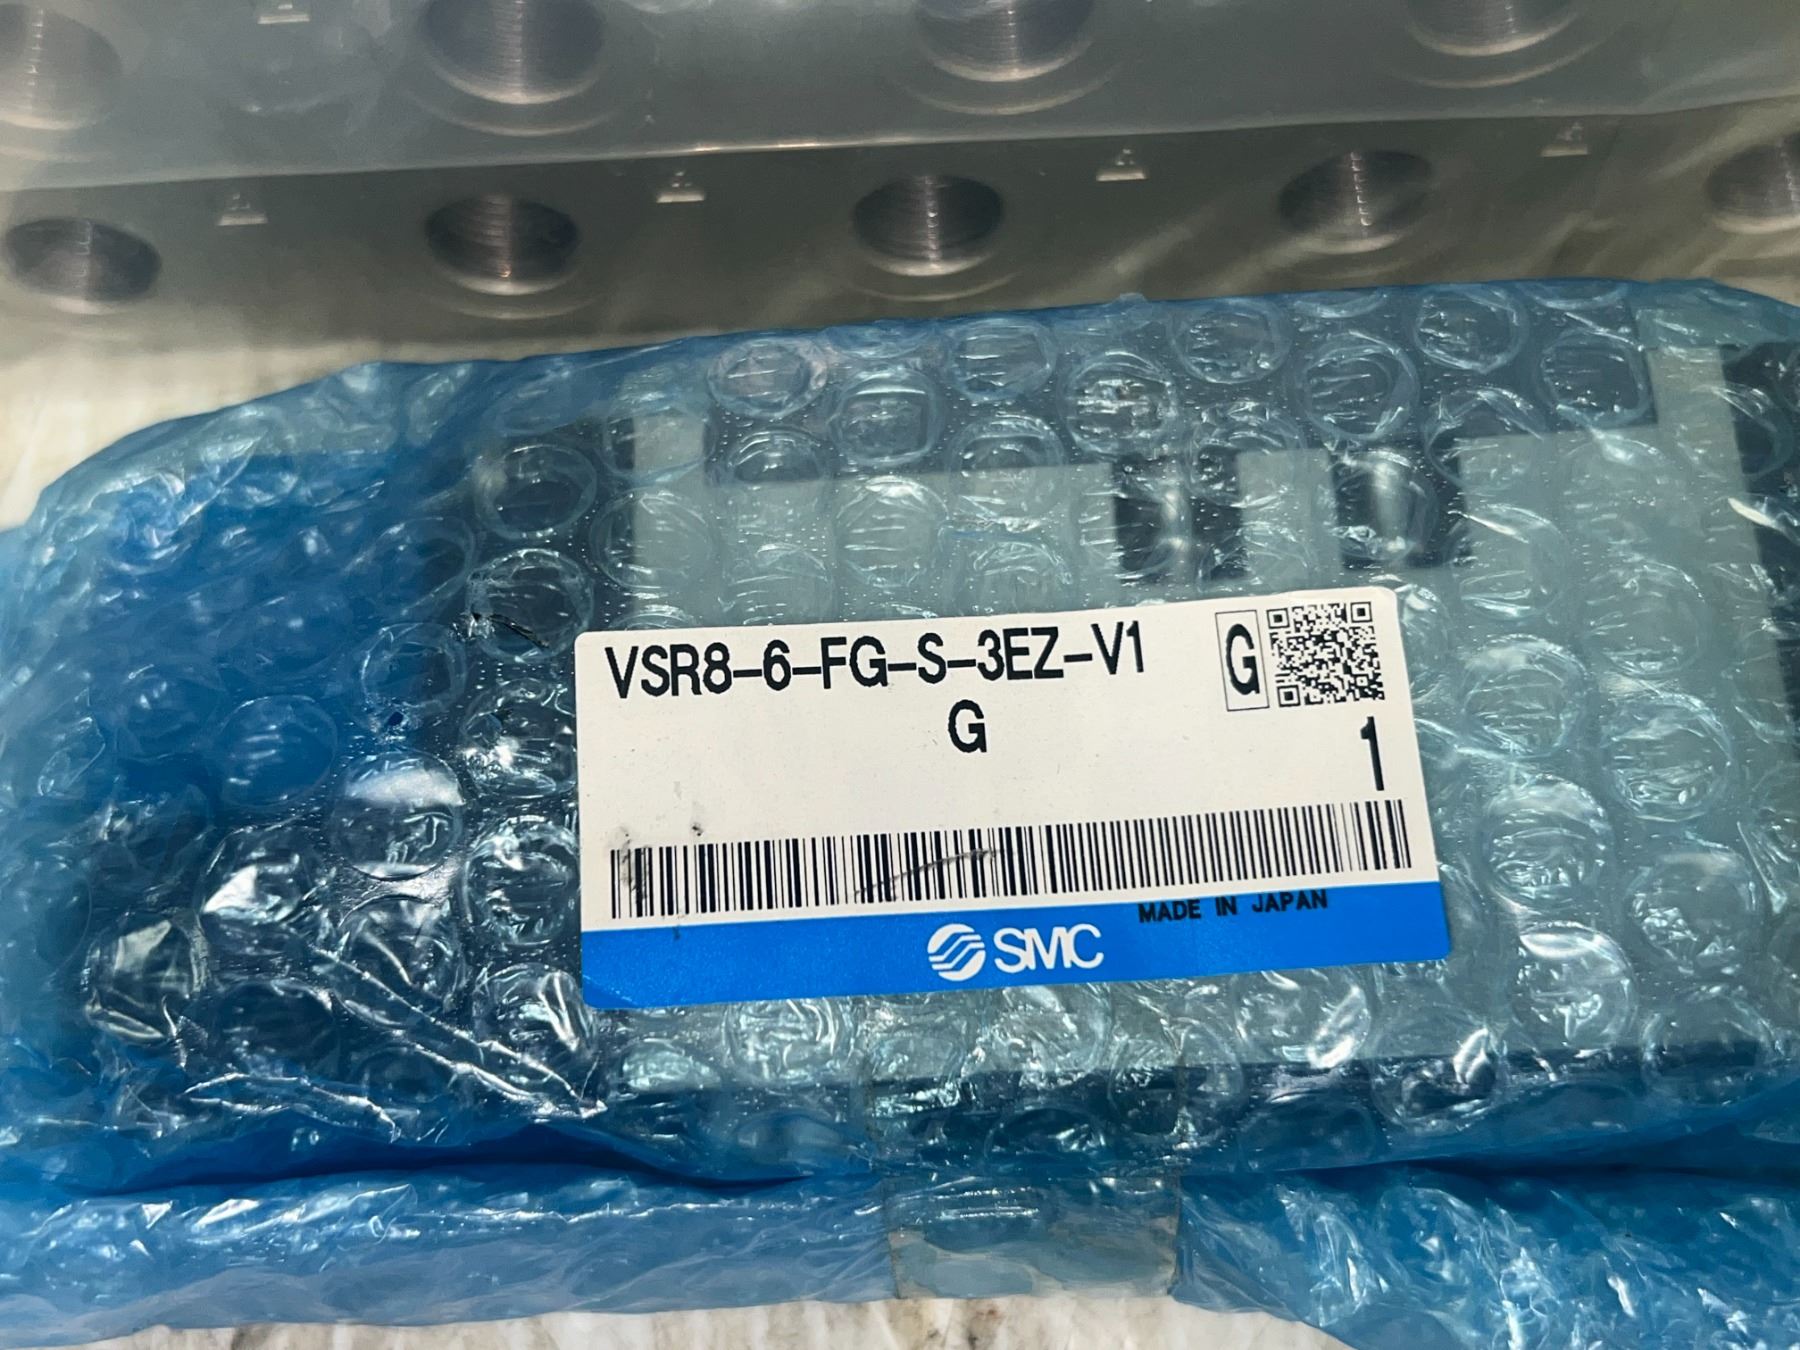 VSR8-6-FG-S-3EZ-V1
G
G
1
MADE IN JAPAN
SMC